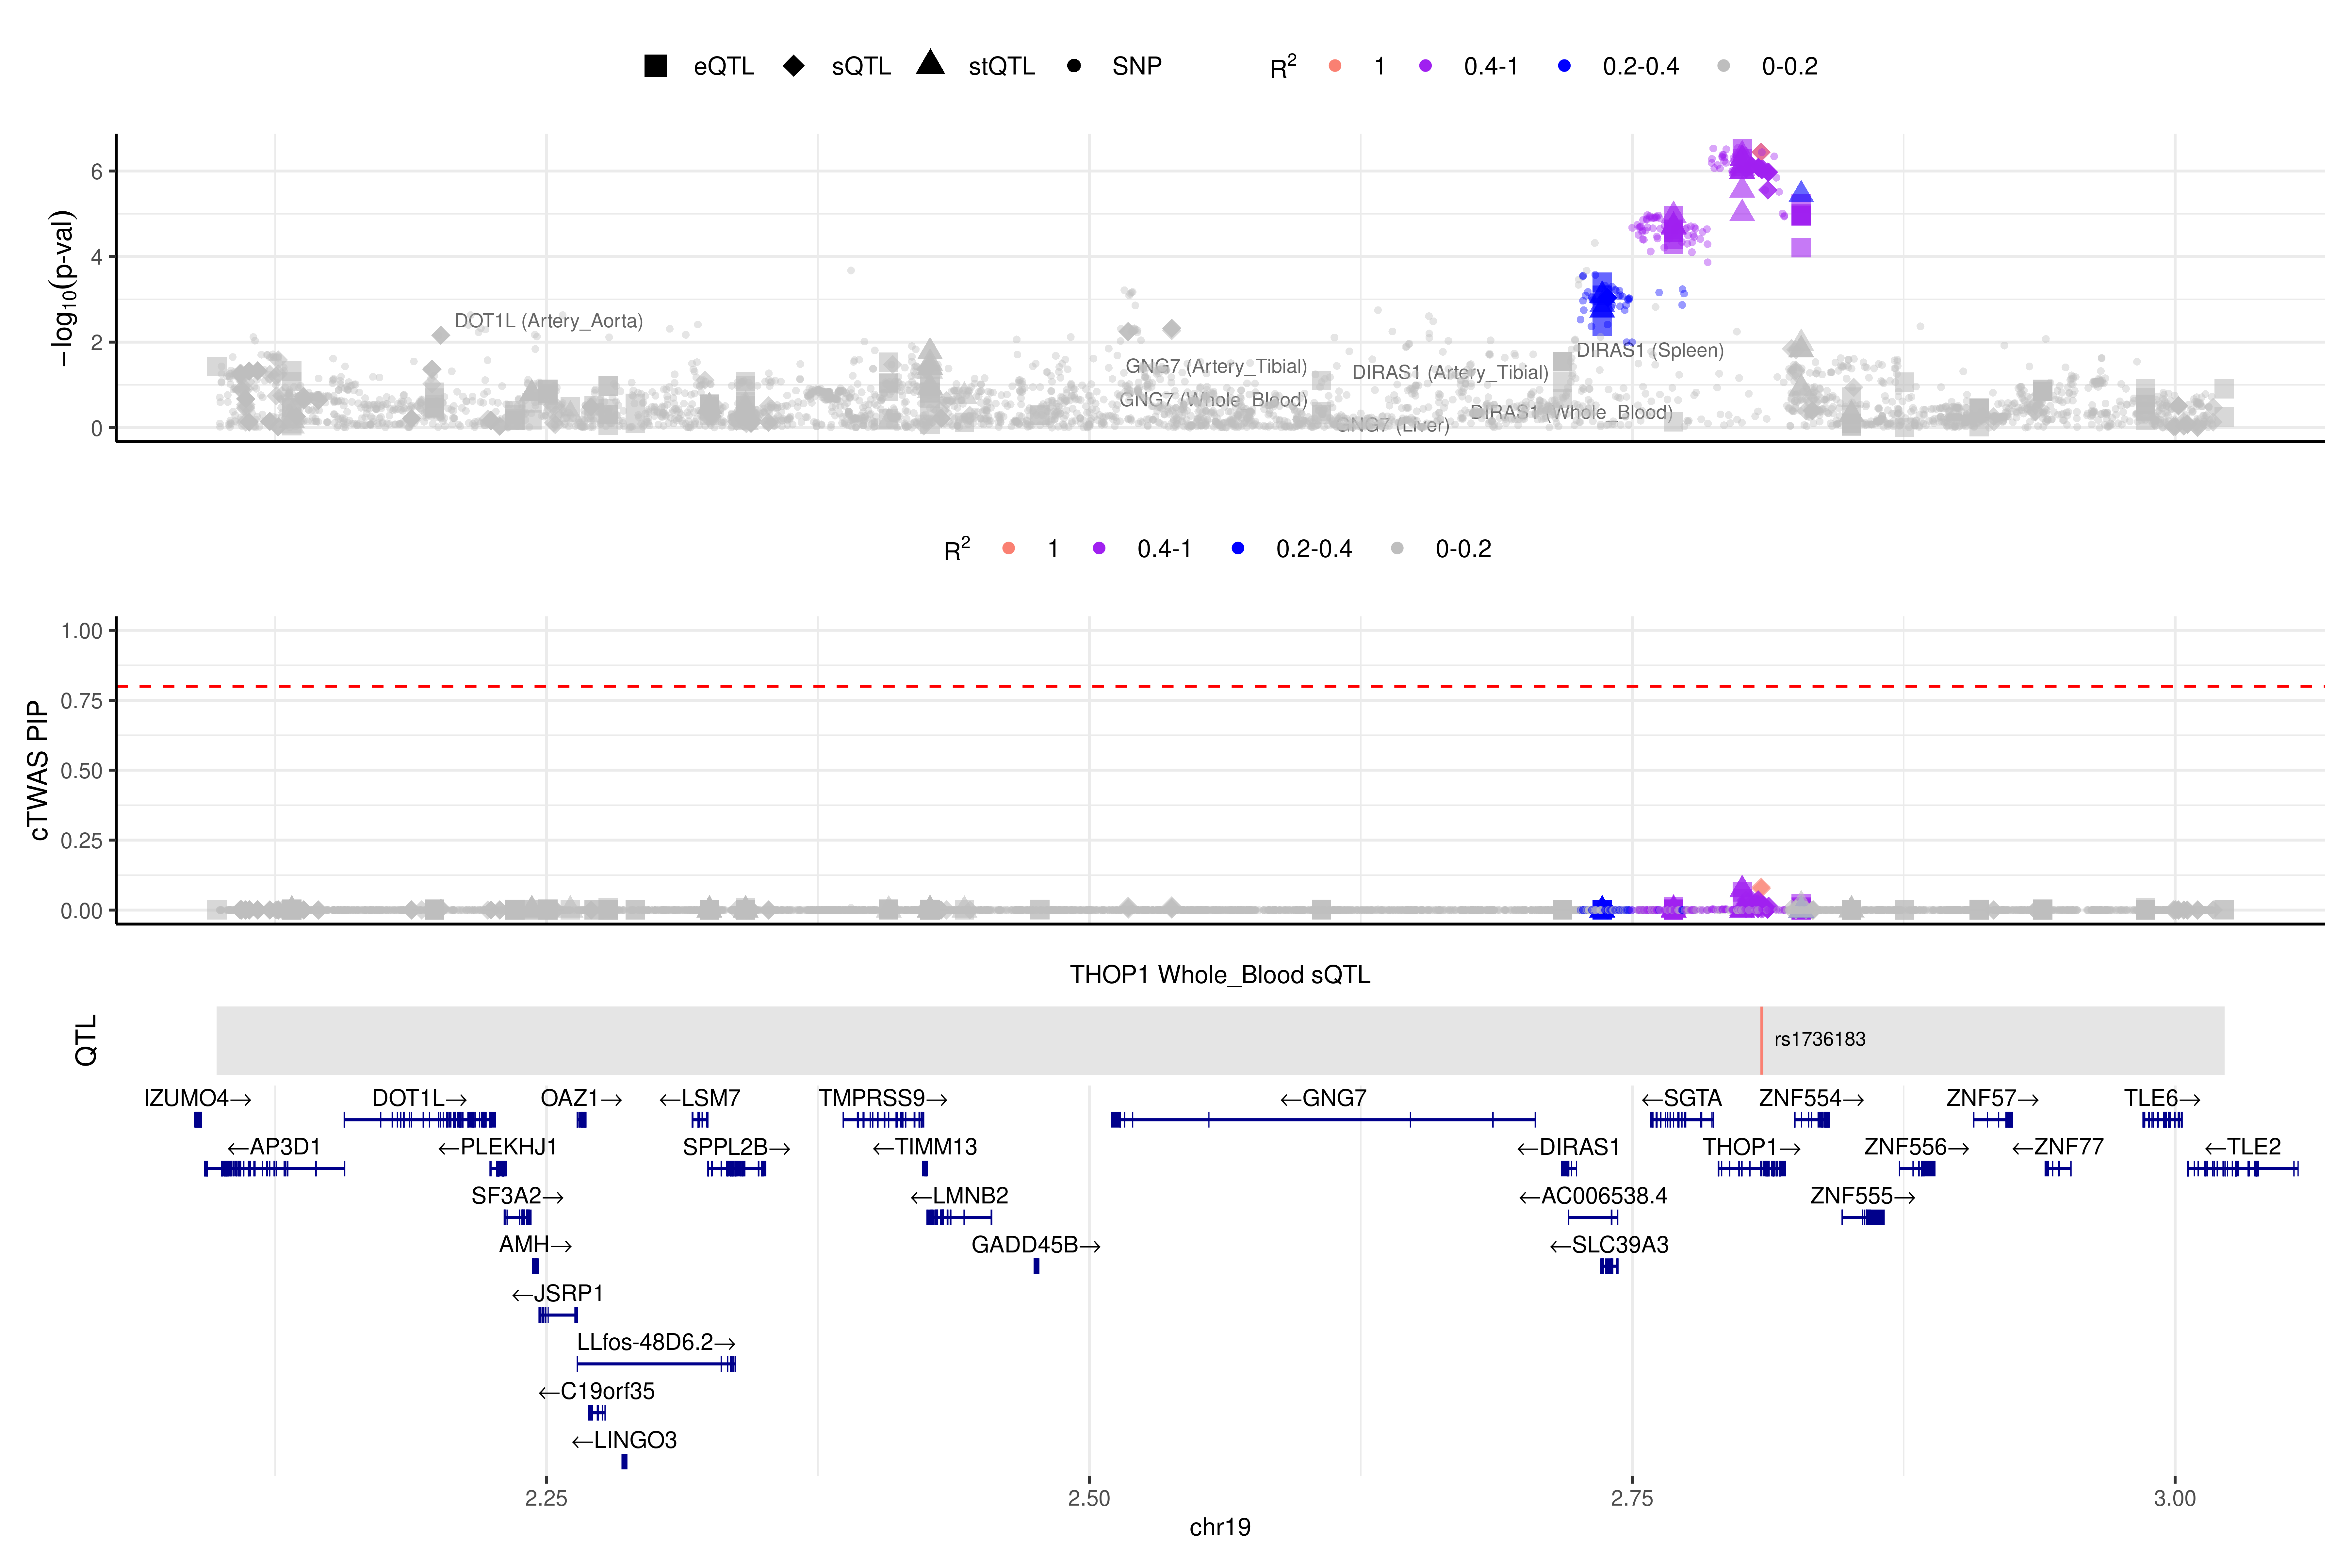 eQTL sQTL stQTL SNP R2 1 0.4-1 0.2-0.4 0-0.2
−log10(p-val)
6
4
2
0
DOT1L (Artery_Aorta)
DIRAS1 (Spleen)
GNG7 (Artery_Tibial)
DIRAS1 (Artery_Tibial)
GNG7 (Whole_Blood)
DIRAS1 (Whole_Blood)
GNG7 (Liver)
R2 1 0.4-1 0.2-0.4 0-0.2
cTWAS PIP
1.00
0.75
0.50
0.25
0.00
THOP1 Whole_Blood sQTL
QTL
rs1736183
IZUMO4→ DOT1L→ OAZ1→ ←LSM7 TMPRSS9→ ←GNG7 ←SGTA ZNF554→ ZNF57→ TLE6→
←AP3D1 ←PLEKHJ1 SPPL2B→ ←TIMM13 ←DIRAS1 THOP1→ ZNF556→ ←ZNF77 ←TLE2
SF3A2→ ←LMNB2 ←AC006538.4 ZNF555→
AMH→ GADD45B→ ←SLC39A3
←JSRP1
LLfos-48D6.2→
←C19orf35
←LINGO3
2.25 2.50 2.75 3.00
chr19